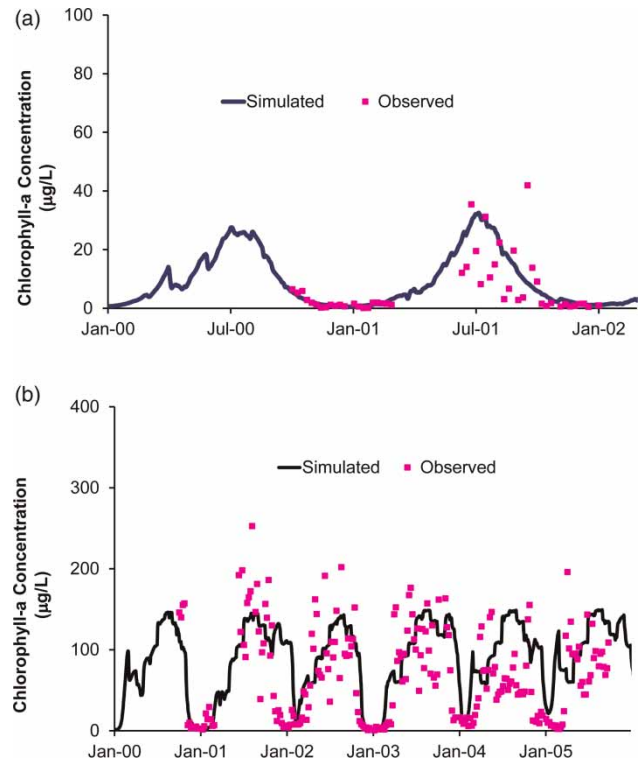 (a)
100
80
60
40
20
0
Chlorophyll-a Concentration
(µg/L)
Simulated Observed
Jan-00 Jul-00 Jan-01 Jul-01 Jan-02
(b)
400
300
200
100
0
Chlorophyll-a Concentration
(µg/L)
Simulated Observed
Jan-00 Jan-01 Jan-02 Jan-03 Jan-04 Jan-05